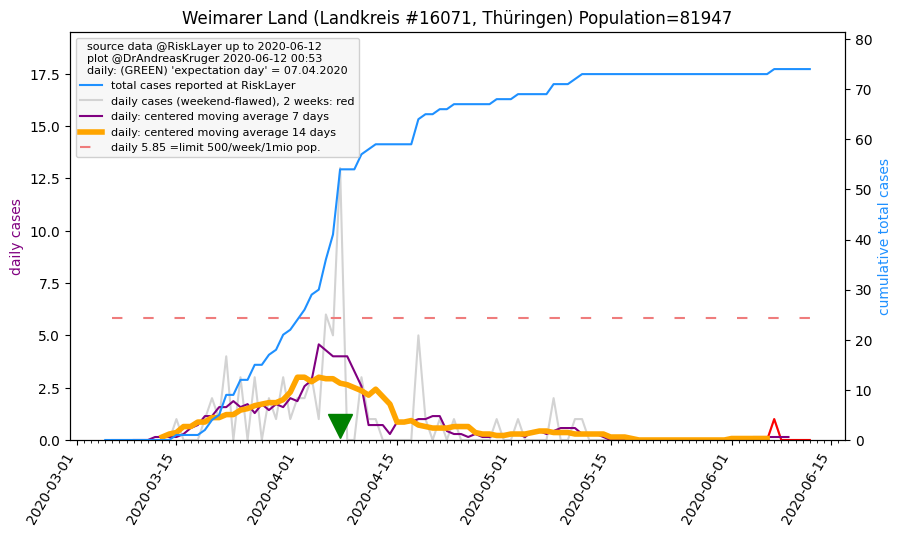 Weimarer Land (Landkreis #16071, Thüringen) Population=81947
source data @RiskLayer up to 2020-06-12
plot @DrAndreasKruger 2020-06-12 00:53
daily: (GREEN) 'expectation day' = 07.04.2020
total cases reported at RiskLayer
daily cases (weekend-flawed), 2 weeks: red
daily: centered moving average 7 days
daily: centered moving average 14 days
daily 5.85 =limit 500/week/1mio pop.
daily cases
17.5
15.0
12.5
10.0
7.5
5.0
2.5
0.0
80
70
60
50
40
30
20
10
0
cumulative total cases
2020-03-01
2020-03-15
2020-04-01
2020-04-15
2020-05-01
2020-05-15
2020-06-01
2020-06-15